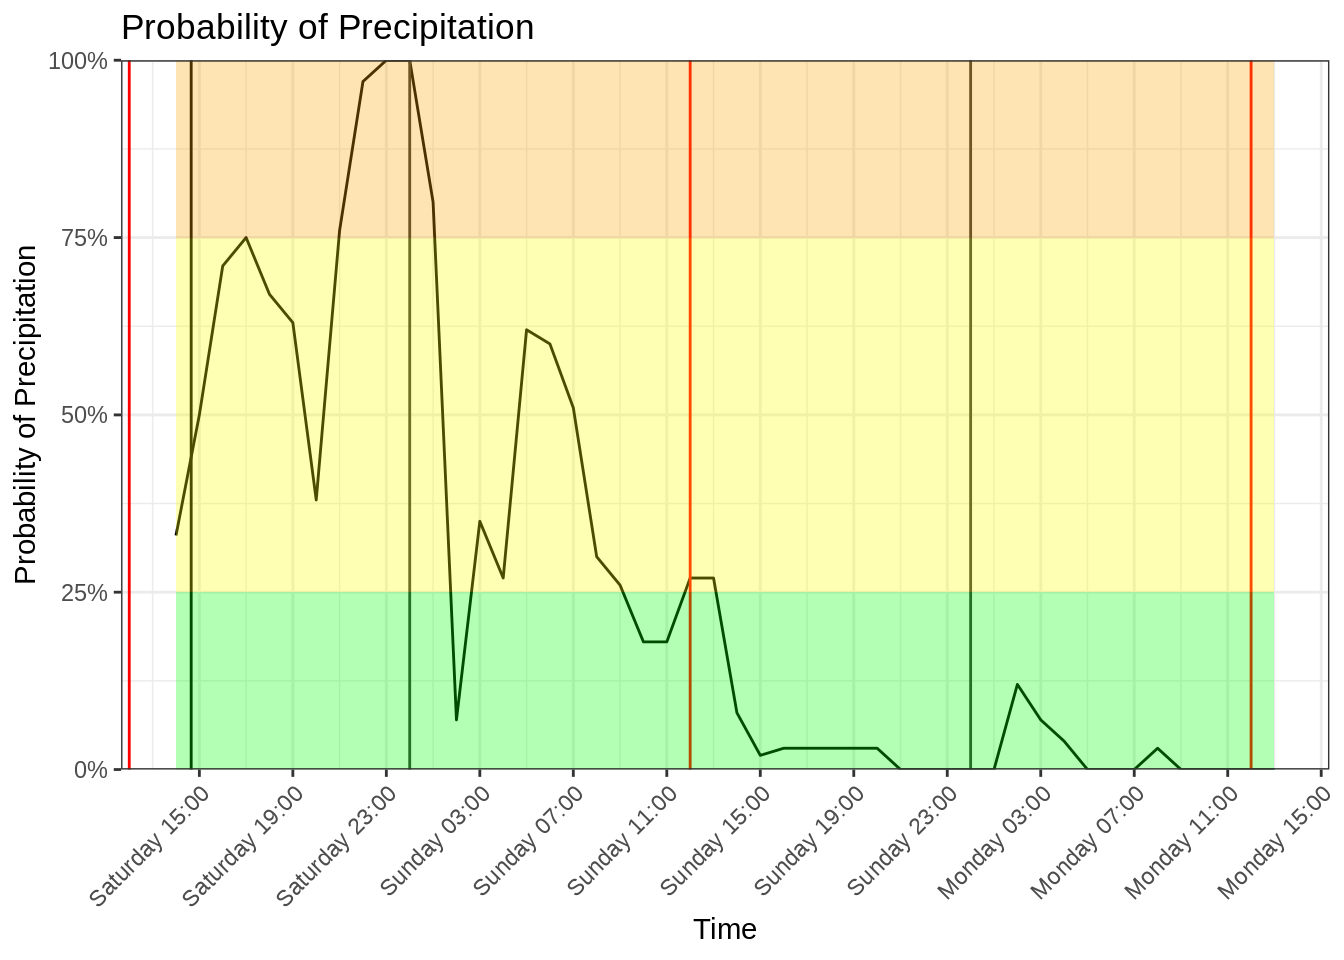 Probability of Precipitation
Probability of Precipitation
100%
75%
50%
25%
0%
Saturday 15:00
Saturday 19:00
Saturday 23:00
Sunday 03:00
Sunday 07:00
Sunday 11:00
Sunday 15:00
Sunday 19:00
Sunday 23:00
Monday 03:00
Monday 07:00
Monday 11:00
Monday 15:00
Time